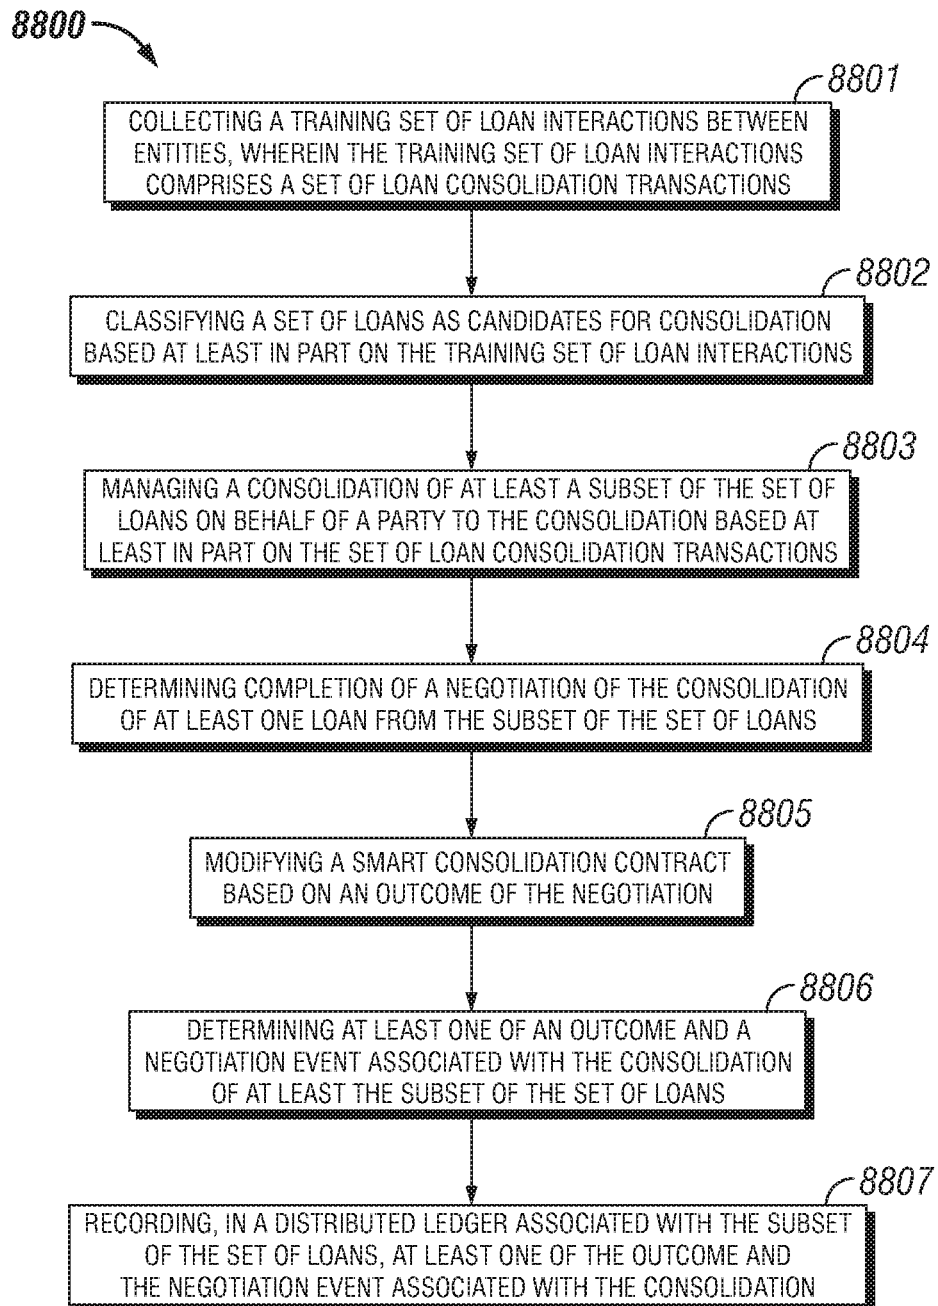 8800
8801
COLLECTING A TRAINING SET OF LOAN INTERACTIONS BETWEEN
ENTITIES, WHEREIN THE TRAINING SET OF LOAN INTERACTIONS
COMPRISES A SET OF LOAN CONSOLIDATION TRANSACTIONS
8802
CLASSIFYING A SET OF LOANS AS CANDIDATES FOR CONSOLIDATION
BASED AT LEAST IN PART ON THE TRAINING SET OF LOAN INTERACTIONS
8803
MANAGING A CONSOLIDATION OF AT LEAST A SUBSET OF THE SET OF
LOANS ON BEHALF OF A PARTY TO THE CONSOLIDATION BASED AT
LEAST IN PART ON THE SET OF LOAN CONSOLIDATION TRANSACTIONS
8804
DETERMINING COMPLETION OF A NEGOTIATION OF THE CONSOLIDATION
OF AT LEAST ONE LOAN FROM THE SUBSET OF THE SET OF LOANS
8805
MODIFYING A SMART CONSOLIDATION CONTRACT
BASED ON AN OUTCOME OF THE NEGOTIATION
8806
DETERMINING AT LEAST ONE OF AN OUTCOME AND A
NEGOTIATION EVENT ASSOCIATED WITH THE CONSOLIDATION
OF AT LEAST THE SUBSET OF THE SET OF LOANS
8807
RECORDING, IN A DISTRIBUTED LEDGER ASSOCIATED WITH THE SUBSET
OF THE SET OF LOANS, AT LEAST ONE OF THE OUTCOME AND
THE NEGOTIATION EVENT ASSOCIATED WITH THE CONSOLIDATION